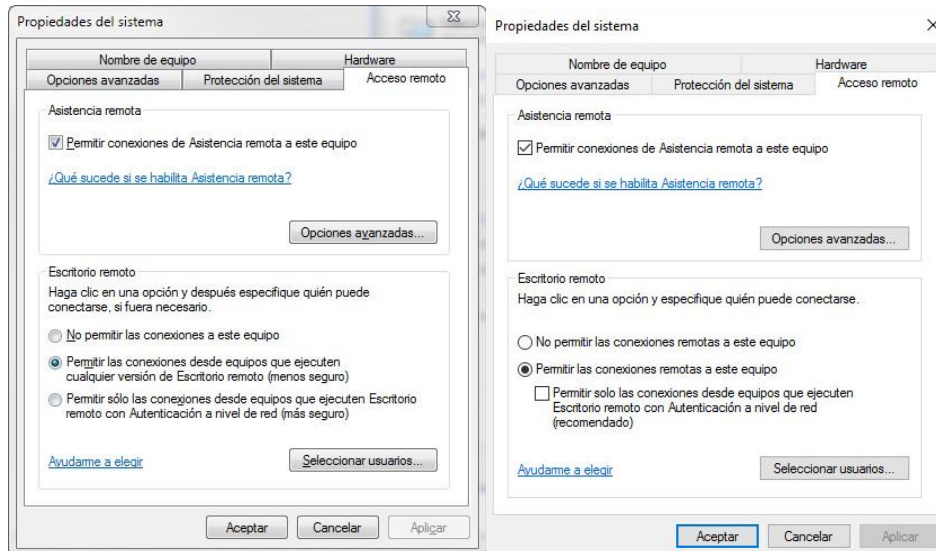 Propiedades del sistema
Nombre de equipo
Hardware
Opciones avanzadas
Protección del sistema
Acceso remoto
Asistencia remota
Permitir conexiones de Asistencia remota a este equipo
¿Qué sucede si se habilita Asistencia remota?
Opciones avanzadas...
Escritorio remoto
Haga clic en una opción y después especifique quién puede
conectarse, si fuera necesario.
No permitir las conexiones a este equipo
Permitir las conexiones desde equipos que ejecuten
cualquier versión de Escritorio remoto (menos seguro)
Permitir sólo las conexiones desde equipos que ejecuten Escritorio
remoto con Autenticación a nivel de red (más seguro)
Ayudarme a elegir
Seleccionar usuarios...
Aceptar
Cancelar
Aplicar
Propiedades del sistema
Nombre de equipo
Hardware
Opciones avanzadas
Protección del sistema
Acceso remoto
Asistencia remota
Permitir conexiones de Asistencia remota a este equipo
¿Qué sucede si se habilita Asistencia remota?
Opciones avanzadas...
Escritorio remoto
Haga clic en una opción y especifique quién puede conectarse.
No permitir las conexiones remotas a este equipo
Permitir las conexiones remotas a este equipo
Permitir solo las conexiones desde equipos que ejecuten
Escritorio remoto con Autenticación a nivel de red
(recomendado)
Ayudarme a elegir
Seleccionar usuarios...
Aceptar
Cancelar
Aplicar